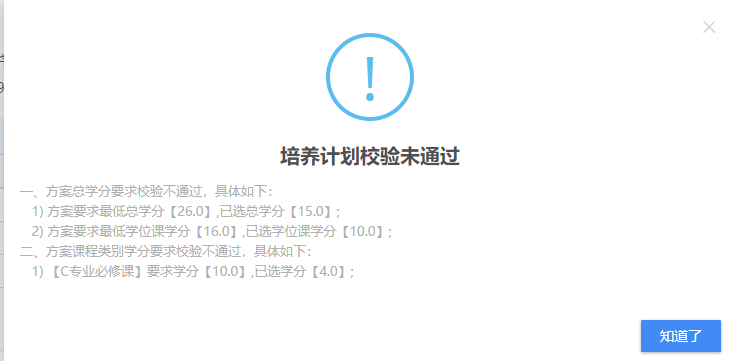 培养计划校验未通过
一、方案总学分要求校验不通过，具体如下：
1) 方案要求最低总学分【26.0】,已选总学分【15.0】;
2) 方案要求最低学位课学分【16.0】,已选学位课学分【10.0】;
二、方案课程类别学分要求校验不通过，具体如下：
1) 【C专业必修课】要求学分【10.0】,已选学分【4.0】;
知道了